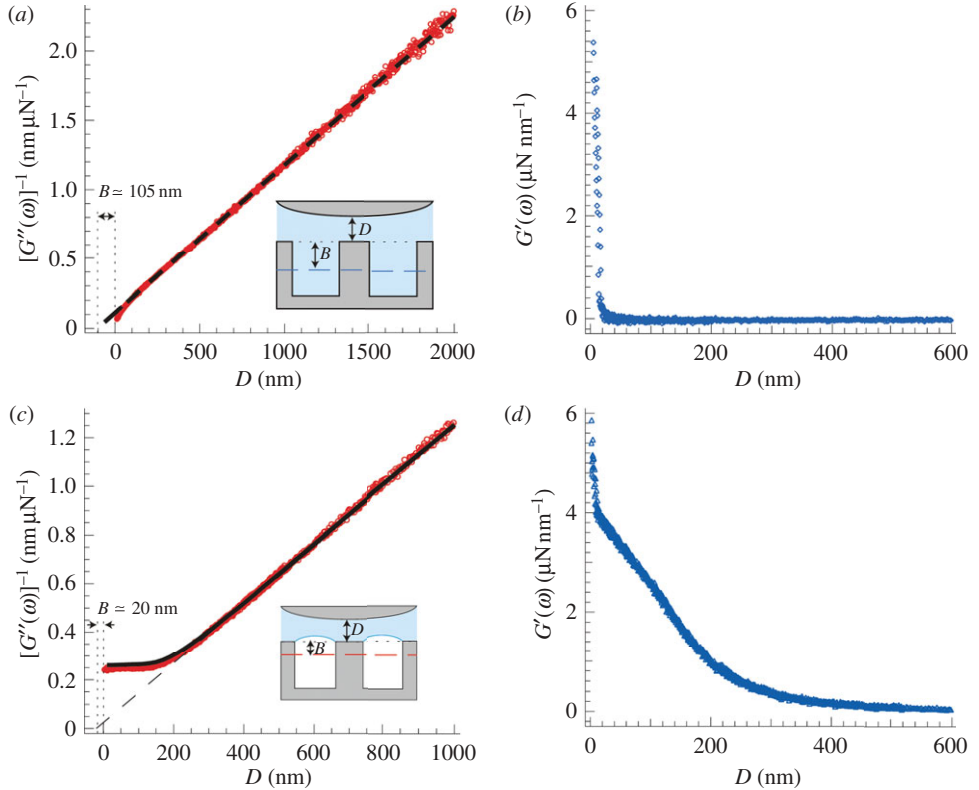 (a)
[G″(ω)]⁻¹ (nm μN⁻¹)
2.0
1.5
1.0
0.5
0
B ≃ 105 nm
D
B
0
500
1000
1500
2000
D (nm)
(b)
G′(ω) (μN nm⁻¹)
6
4
2
0
0
200
400
600
D (nm)
(c)
[G″(ω)]⁻¹ (nm μN⁻¹)
1.2
1.0
0.8
0.6
0.4
0.2
0
B ≃ 20 nm
D
B
0
200
400
600
800
1000
D (nm)
(d)
G′(ω) (μN nm⁻¹)
6
4
2
0
0
200
400
600
D (nm)